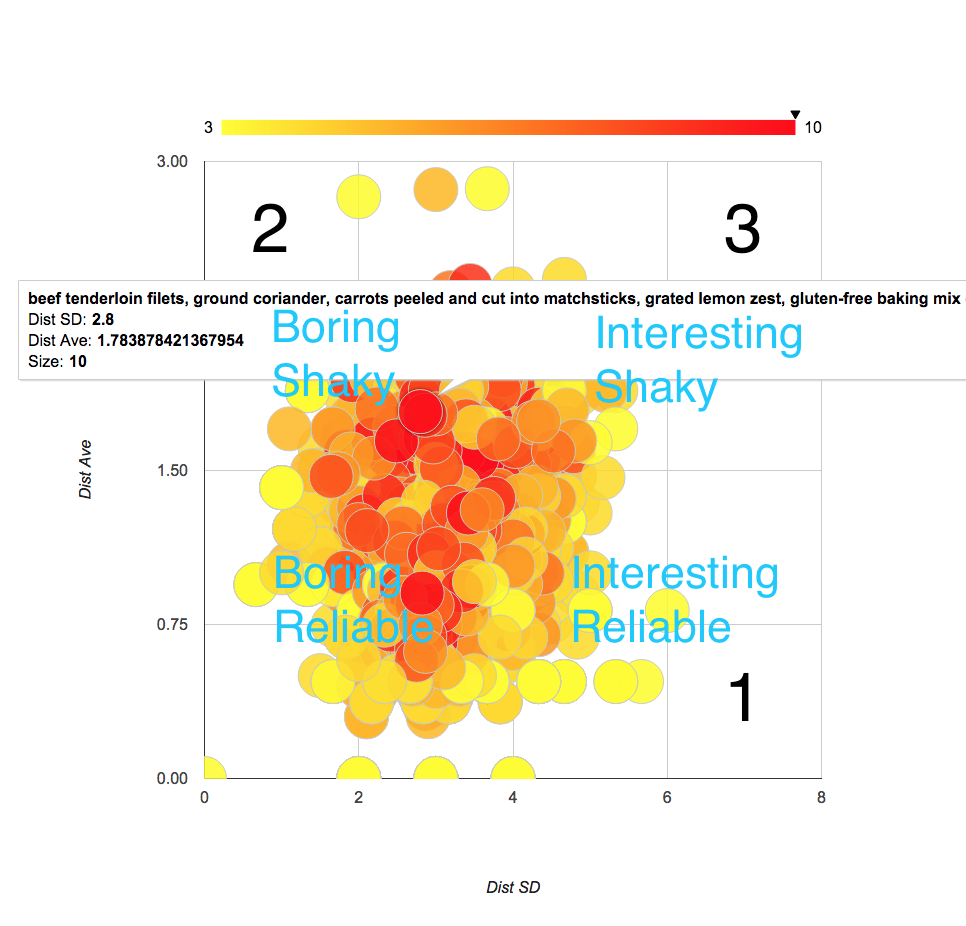 3 10
3.00
2 3
beef tenderloin filets, ground coriander, carrots peeled and cut into matchsticks, grated lemon zest, gluten-free baking mix
Dist SD: 2.8
Dist Ave: 1.783878421367954
Size: 10
Boring
Shaky
Interesting
Shaky
Dist Ave
1.50
Boring
Reliable
Interesting
Reliable
0.75
1
0.00
0 2 4 6 8
Dist SD